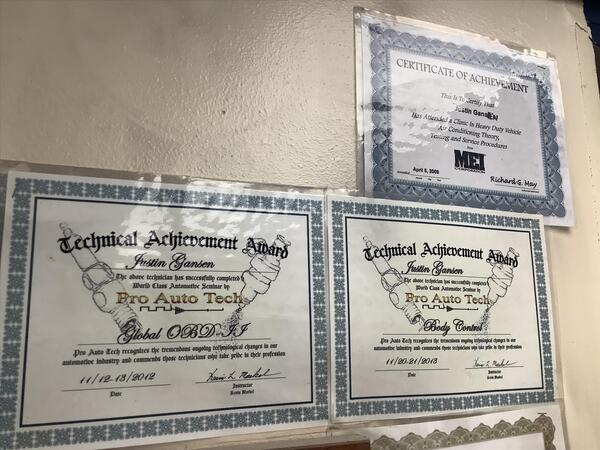 CERTIFICATE OF ACHIEVEMENT
This Is To Certify That
Justin Gansen
Has Attended a Clinic In Heavy Duty Vehicle
Air Conditioning Theory,
Testing and Service Procedures
from
MEI
CORPORATION
April 8, 2009
Richard G. May
Technical Achievement Award
Justin Gansen
The above technician has successfully completed
World Class Automotive Seminar by
Pro Auto Tech
Global OBD II
Pro Auto Tech recognizes the tremendous ongoing technological changes in our
automotive industry and commends those technicians who take pride in their profession
11/12-13/2012
Date
Instructor
Technical Achievement Award
Justin Gansen
The above technician has successfully completed
World Class Automotive Seminar by
Pro Auto Tech
Body Control
Pro Auto Tech recognizes the tremendous ongoing technological changes in our
automotive industry and commends those technicians who take pride in their profession
11/20-21/2013
Date
Instructor